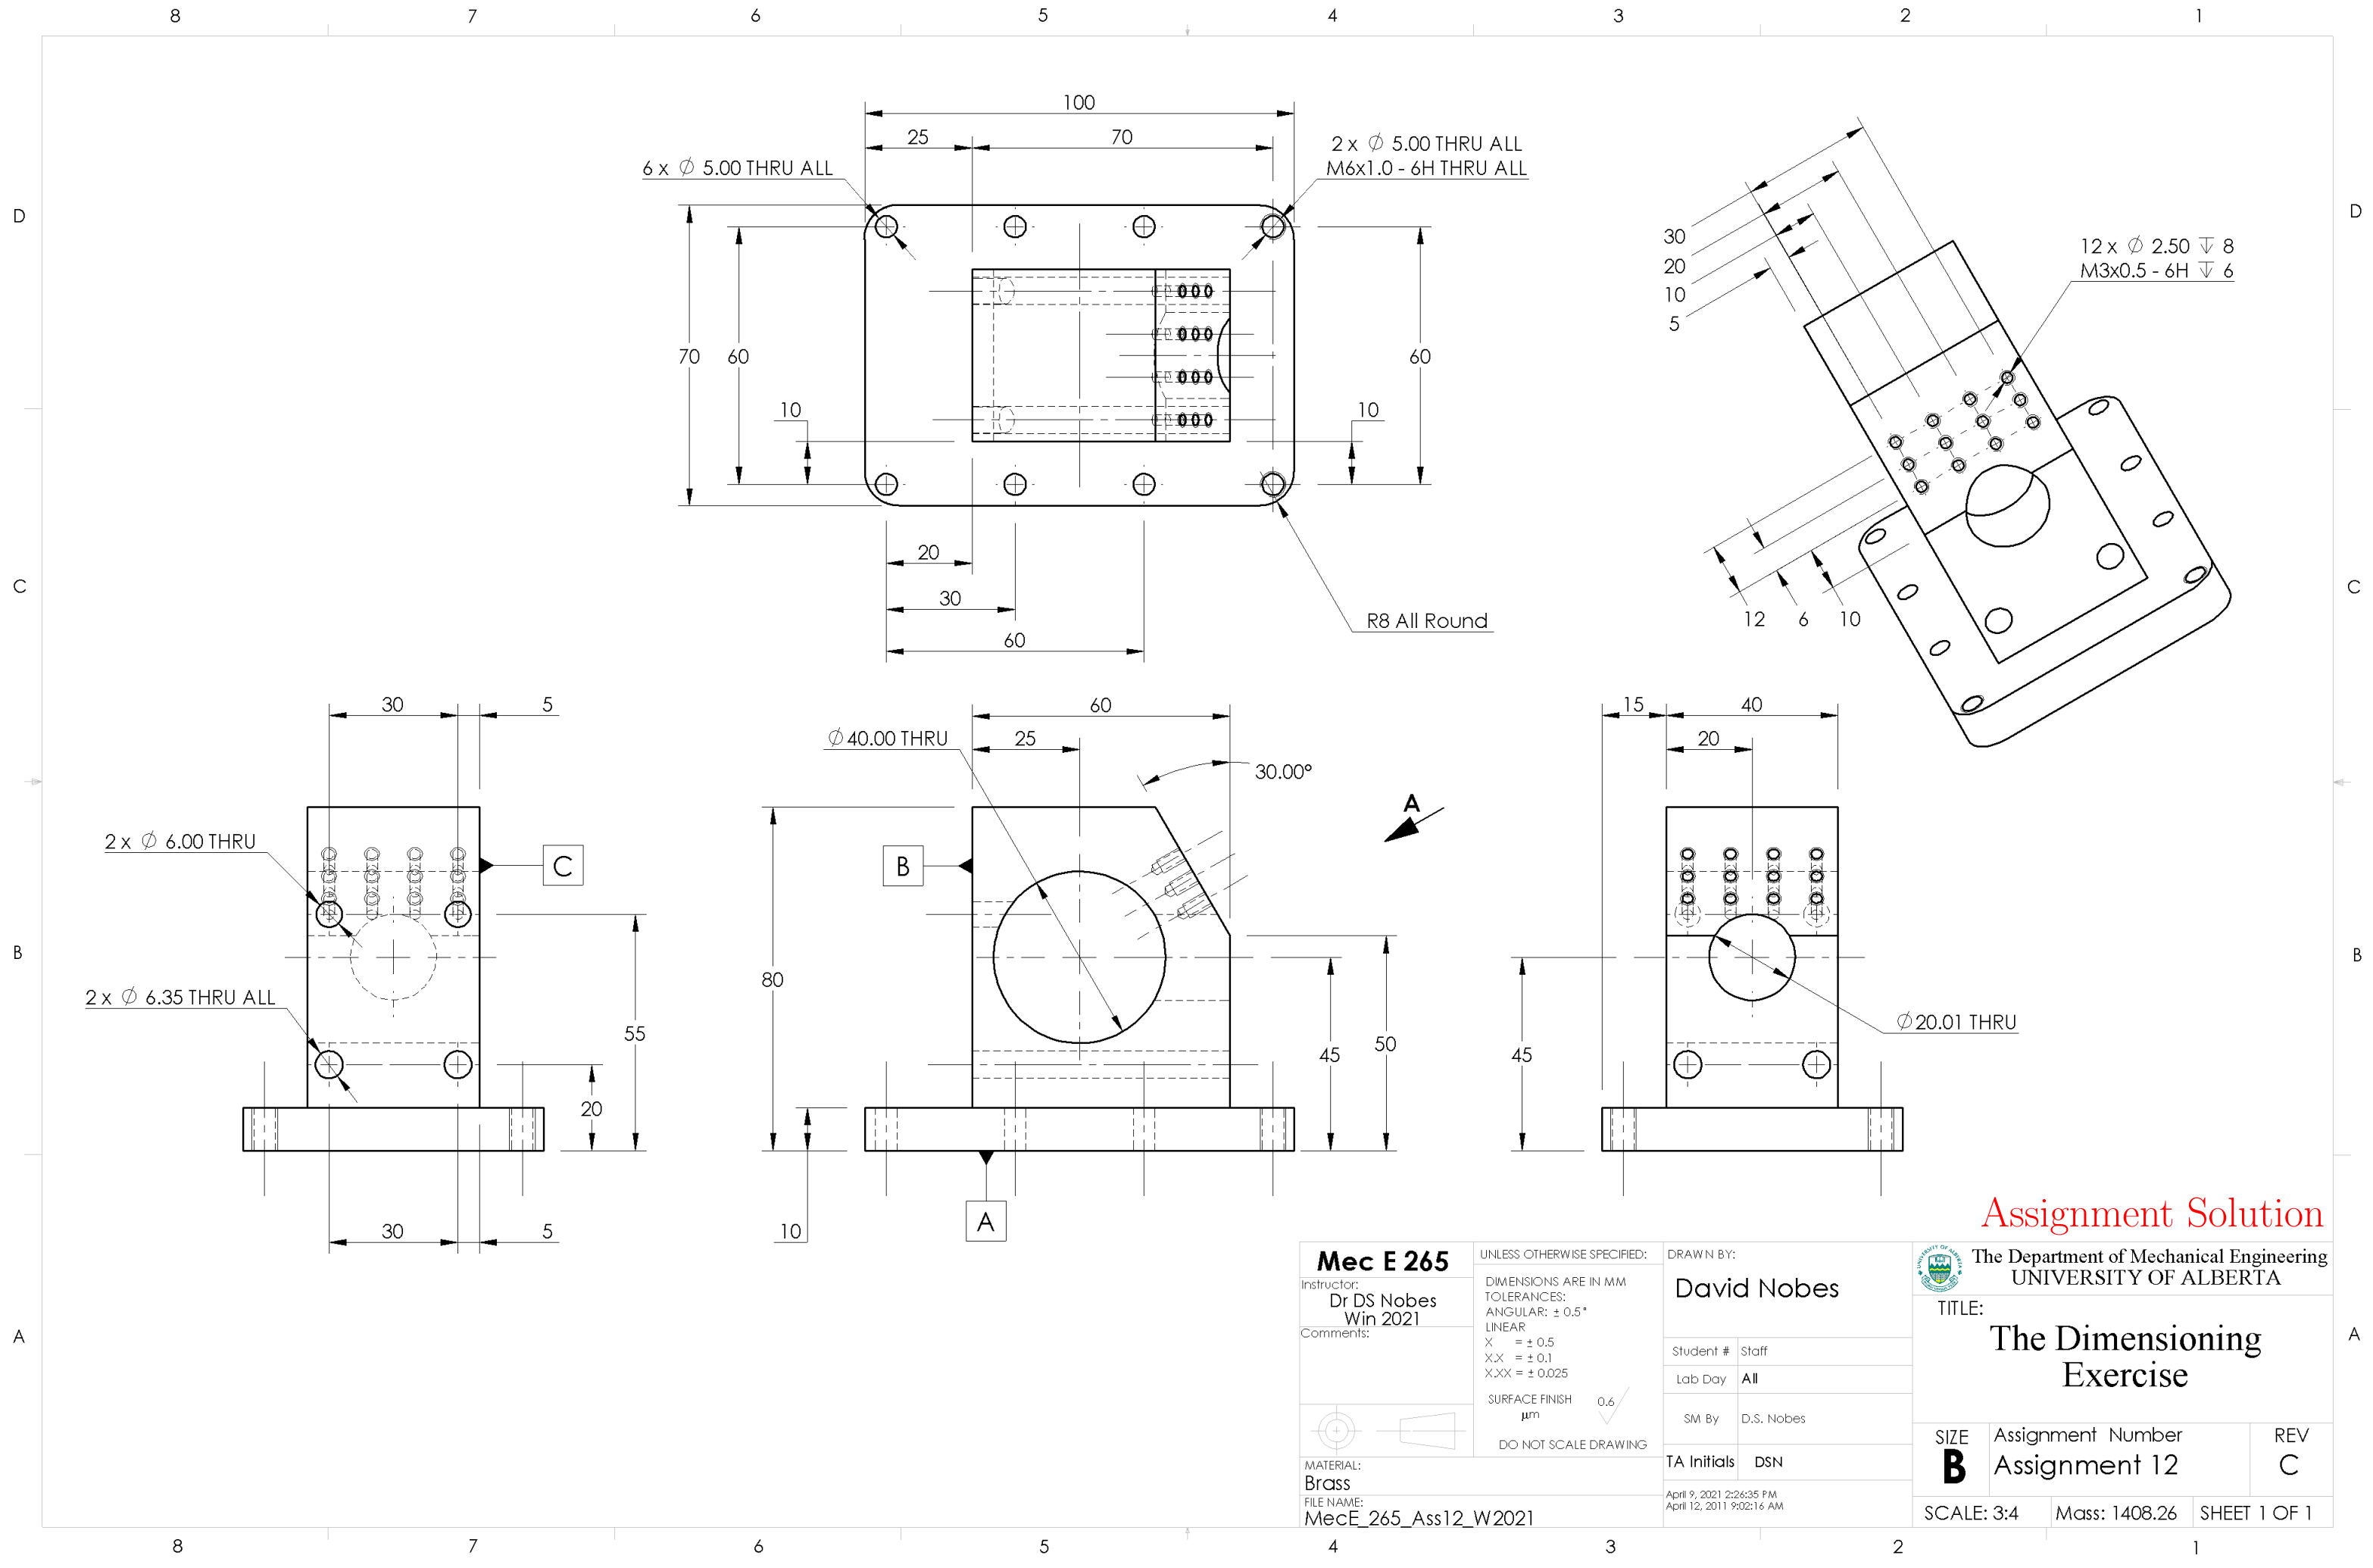 8 7 6 5 4 3 2 1
100
25 70
2 x ∅ 5.00 THRU ALL
M6x1.0 - 6H THRU ALL
6 x ∅ 5.00 THRU ALL
D D
30
20
10
5
12 x ∅ 2.50 ↧ 8
M3x0.5 - 6H ↧ 6
70 60 60
10 10
20
30
60
R8 All Round
12 6 10
C C
30 5
60
25
∅40.00 THRU
30.00°
A
15 40
20
2 x ∅ 6.00 THRU
C
B
2 x ∅ 6.35 THRU ALL
B B
80
55
20
45 50
45
∅20.01 THRU
30 5
10
A
Assignment Solution
Mec E 265
Instructor:
Dr DS Nobes
Win 2021
Comments:
UNLESS OTHERWISE SPECIFIED:
DIMENSIONS ARE IN MM
TOLERANCES:
ANGULAR: ± 0.5°
LINEAR
X = ± 0.5
X.X = ± 0.1
X.XX = ± 0.025
SURFACE FINISH 0.6
µm
DO NOT SCALE DRAWING
MATERIAL:
Brass
FILE NAME:
MecE_265_Ass12_W2021
DRAWN BY:
David Nobes
Student # Staff
Lab Day All
SM By D.S. Nobes
TA Initials DSN
April 9, 2021 2:26:35 PM
April 12, 2011 9:02:16 AM
The Department of Mechanical Engineering
UNIVERSITY OF ALBERTA
TITLE:
The Dimensioning
Exercise
SIZE
B
Assignment Number
Assignment 12
REV
C
SCALE: 3:4 Mass: 1408.26 SHEET 1 OF 1
A A
8 7 6 5 4 3 2 1